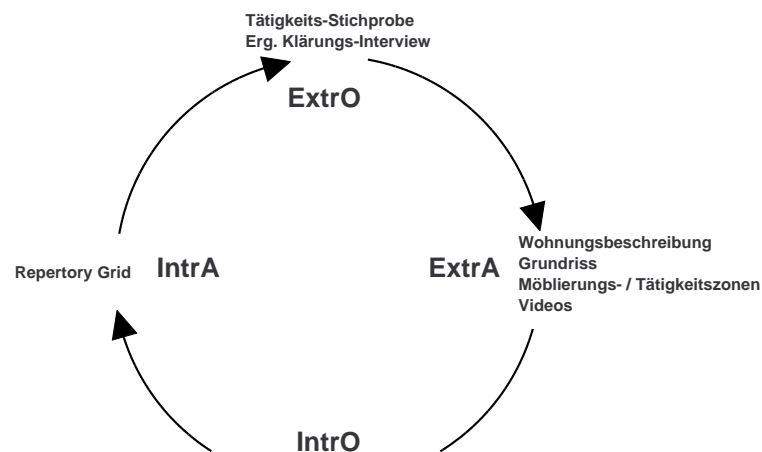 Tätigkeits-Stichprobe
Erg. Klärungs-Interview
ExtrO
Repertory Grid
IntrA
ExtrA
Wohnungsbeschreibung
Grundriss
Möblierungs- / Tätigkeitszonen
Videos
IntrO